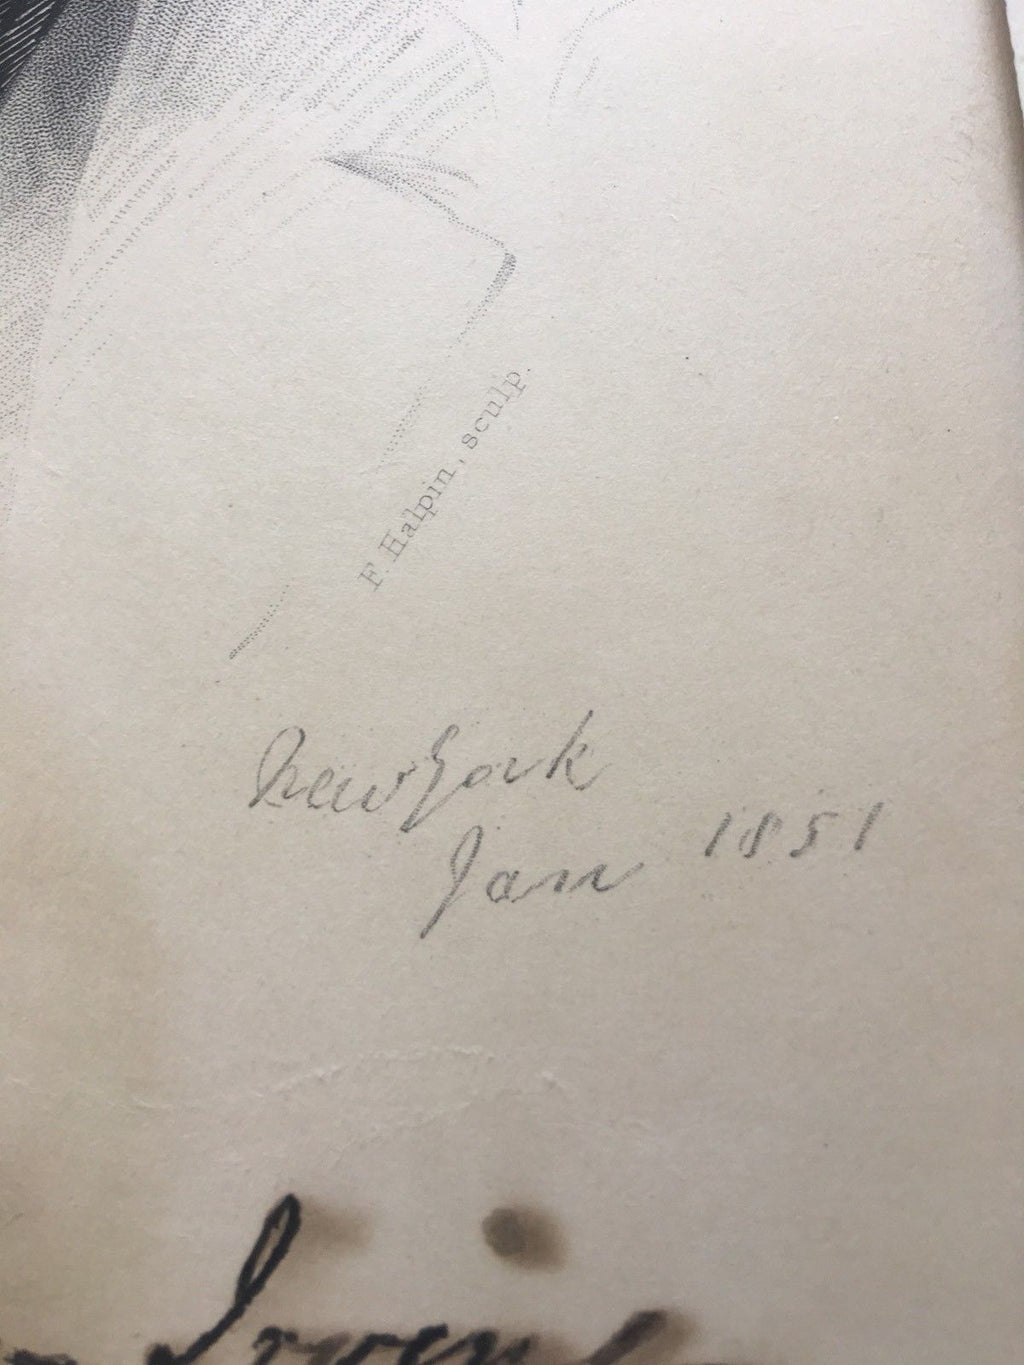 F. Halpin, sculp.
New York
Jan 1851